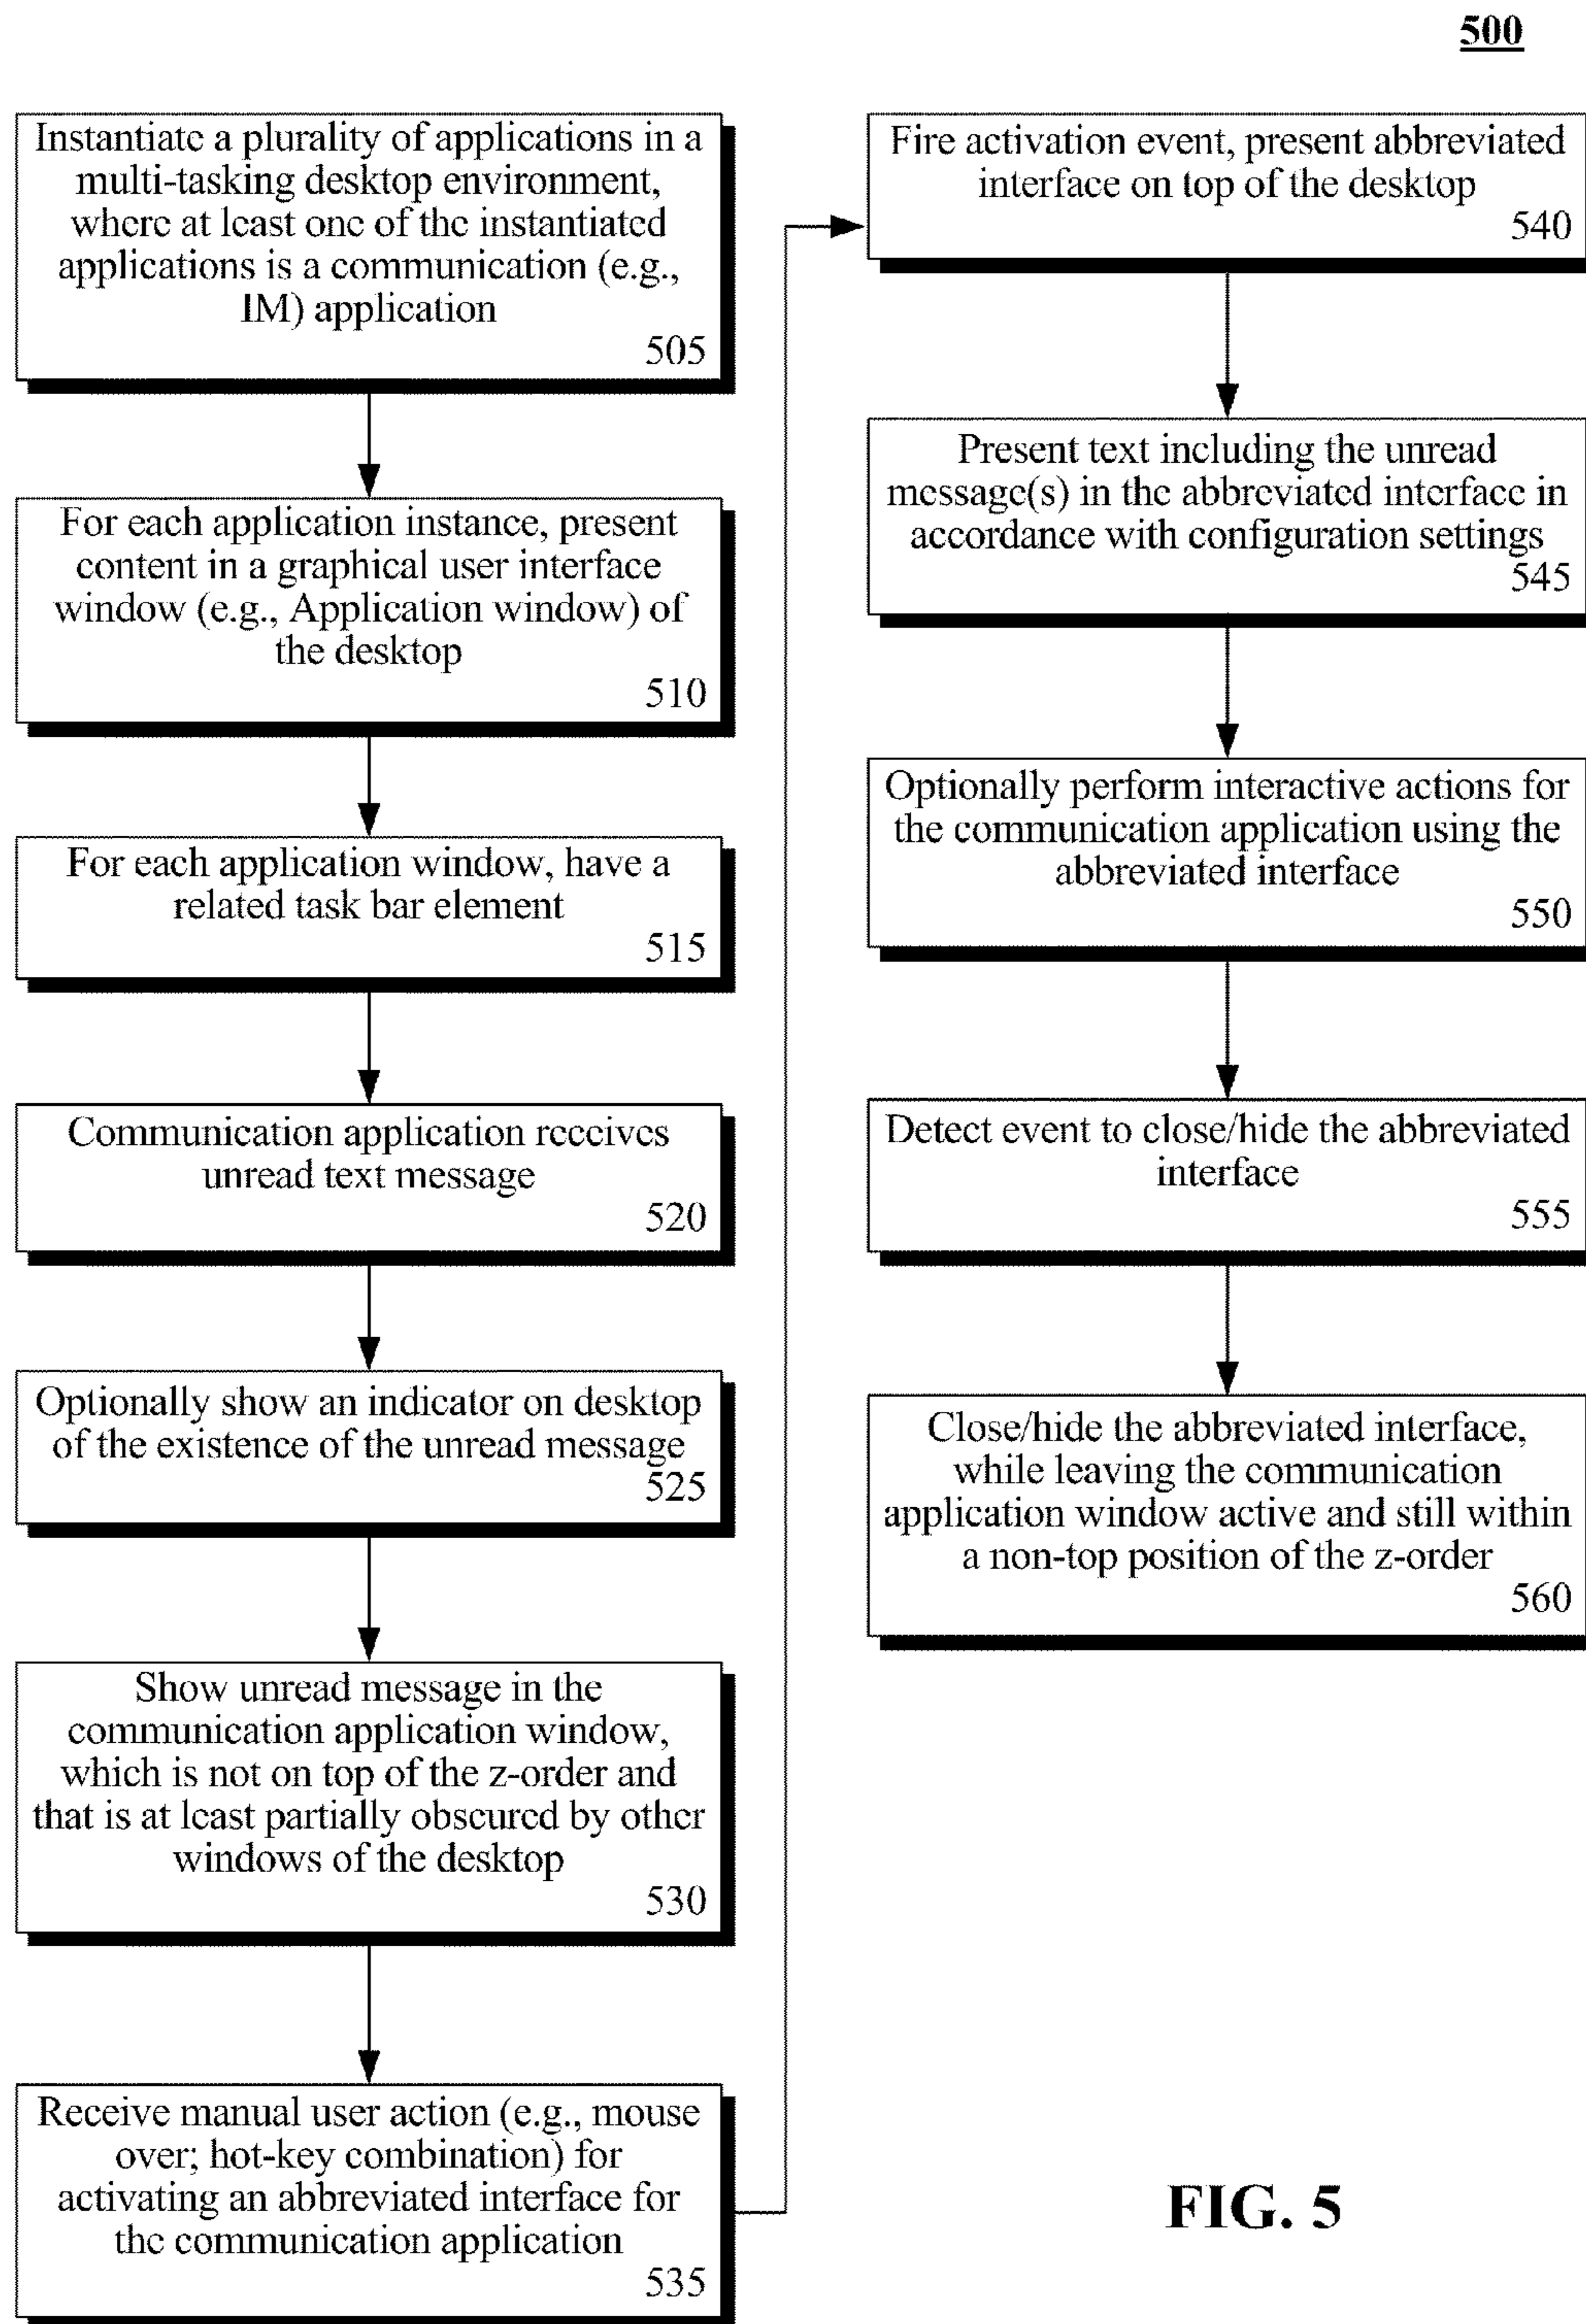 500
Instantiate a plurality of applications in a
multi-tasking desktop environment,
where at least one of the instantiated
applications is a communication (e.g.,
IM) application
505
For each application instance, present
content in a graphical user interface
window (e.g., Application window) of
the desktop
510
For each application window, have a
related task bar element
515
Communication application receives
unread text message
520
Optionally show an indicator on desktop
of the existence of the unread message
525
Show unread message in the
communication application window,
which is not on top of the z-order and
that is at least partially obscured by other
windows of the desktop
530
Receive manual user action (e.g., mouse
over; hot-key combination) for
activating an abbreviated interface for
the communication application
535
Fire activation event, present abbreviated
interface on top of the desktop
540
Present text including the unread
message(s) in the abbreviated interface in
accordance with configuration settings
545
Optionally perform interactive actions for
the communication application using the
abbreviated interface
550
Detect event to close/hide the abbreviated
interface
555
Close/hide the abbreviated interface,
while leaving the communication
application window active and still within
a non-top position of the z-order
560
FIG. 5